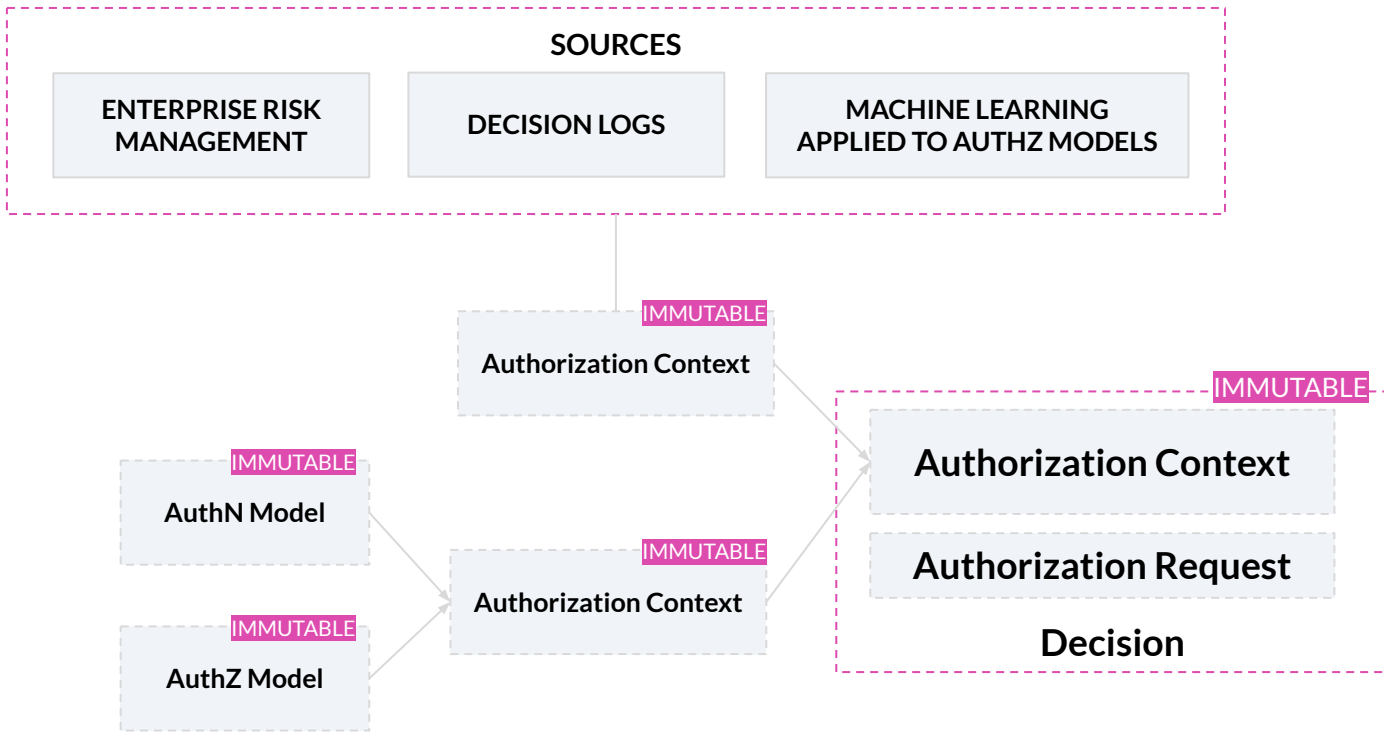 SOURCES
ENTERPRISE RISK
MANAGEMENT
DECISION LOGS
MACHINE LEARNING
APPLIED TO AUTHZ MODELS
IMMUTABLE
Authorization Context
IMMUTABLE
Authorization Context
Authorization Request
Decision
IMMUTABLE
AuthN Model
IMMUTABLE
Authorization Context
IMMUTABLE
AuthZ Model